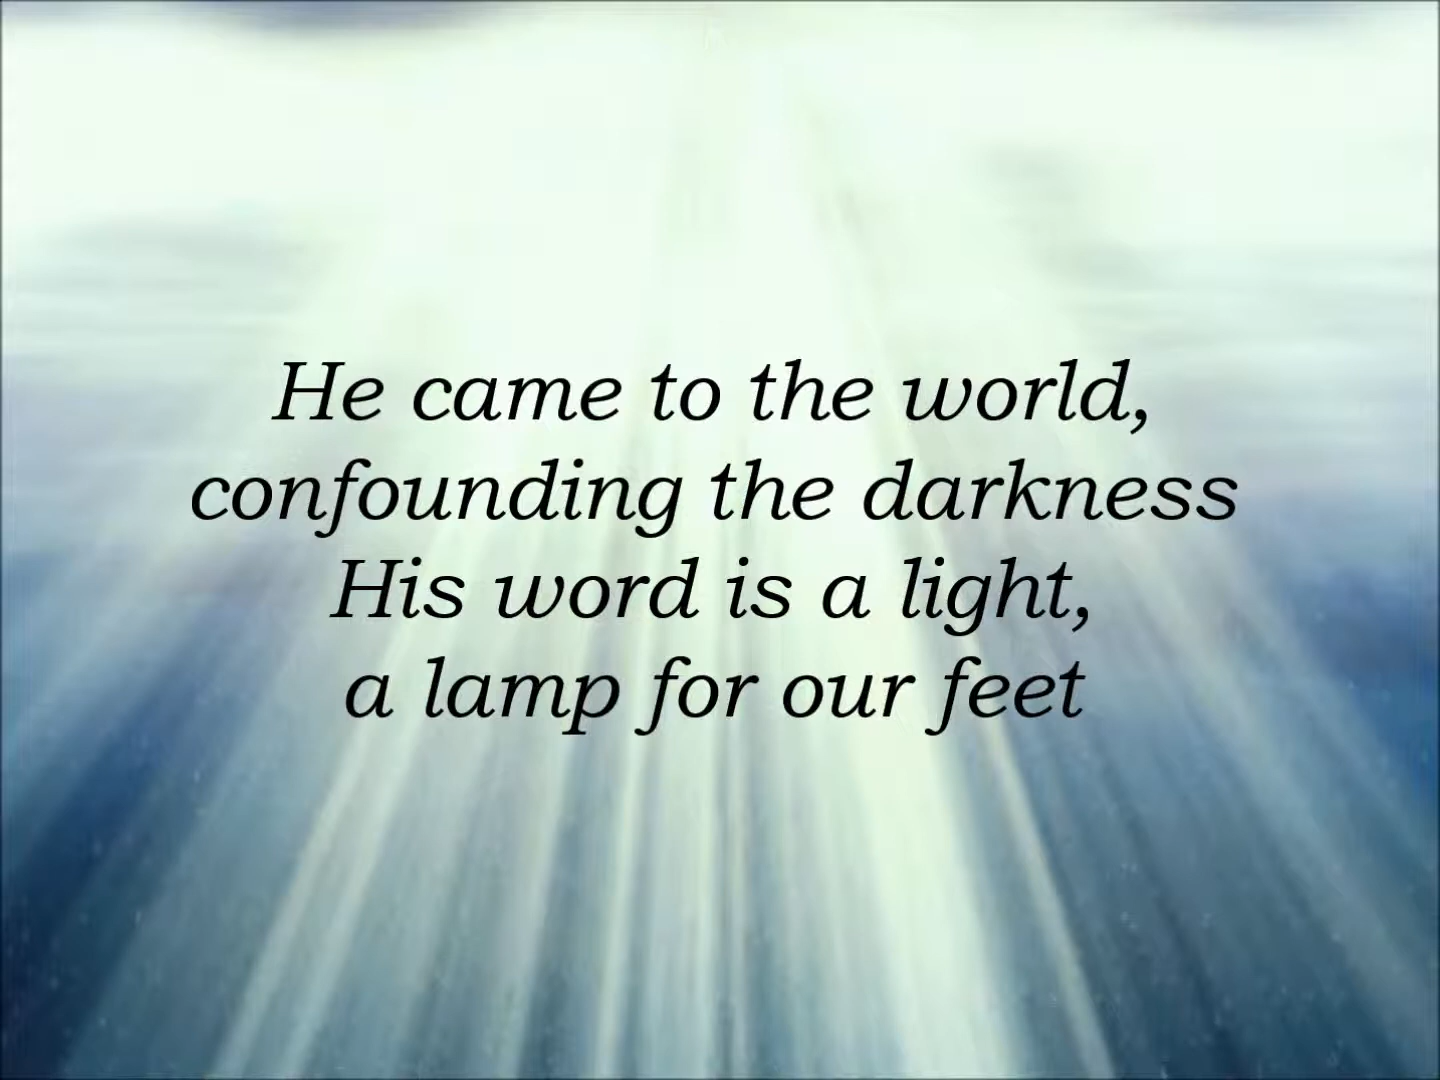 He came to the world,
confounding the darkness
His word is a light,
a lamp for our feet